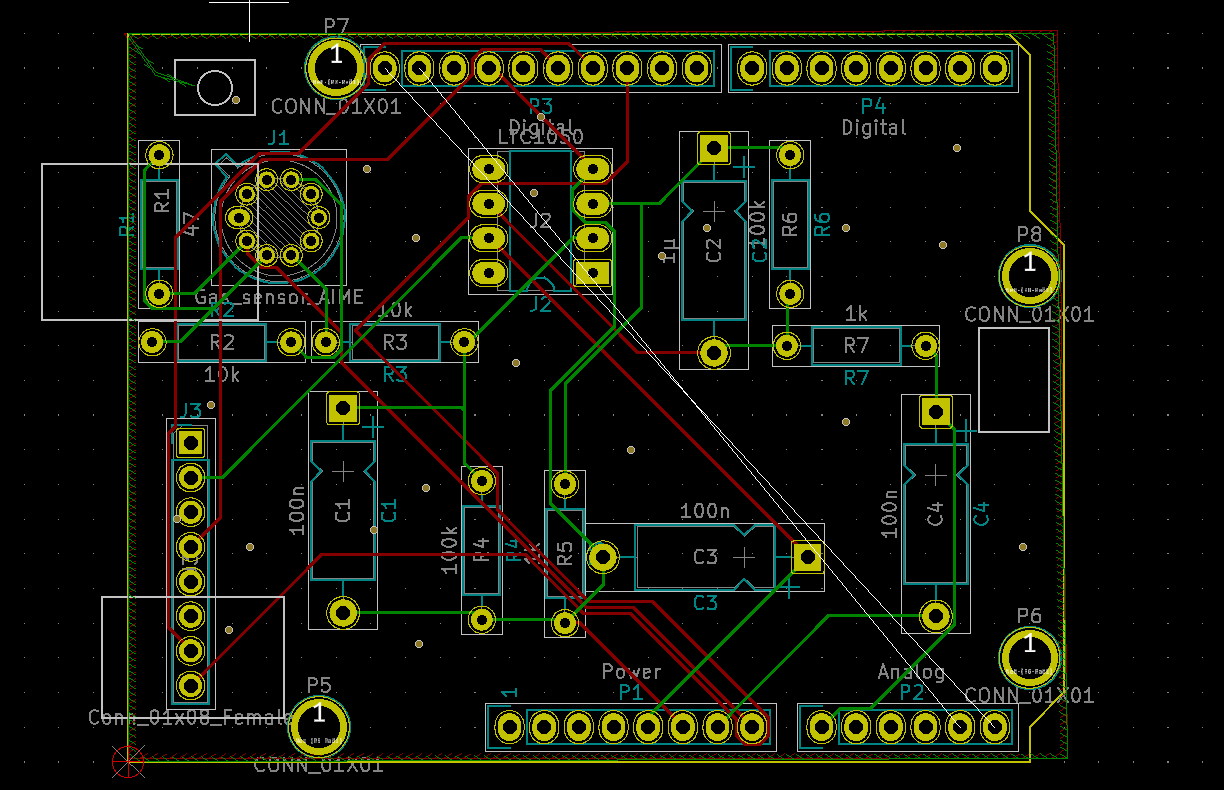 P7
1
CONN_01X01
P3
Digital
LTC1050
P4
Digital
J1
R1
R1
47
Gas_sensor_AIME
R2
R2
10k
10k
R3
R3
J2
J2
1µ
C2
C2
100k
R6
R6
1k
R7
R7
P8
1
CONN_01X01
J3
100n
C1
C1
100k
R4
R4
R5
100n
C3
C3
100n
C4
C4
P6
1
CONN_01X01
Conn_01x08_Female
P5
1
CONN_01X01
Power
P1
1
Analog
P2